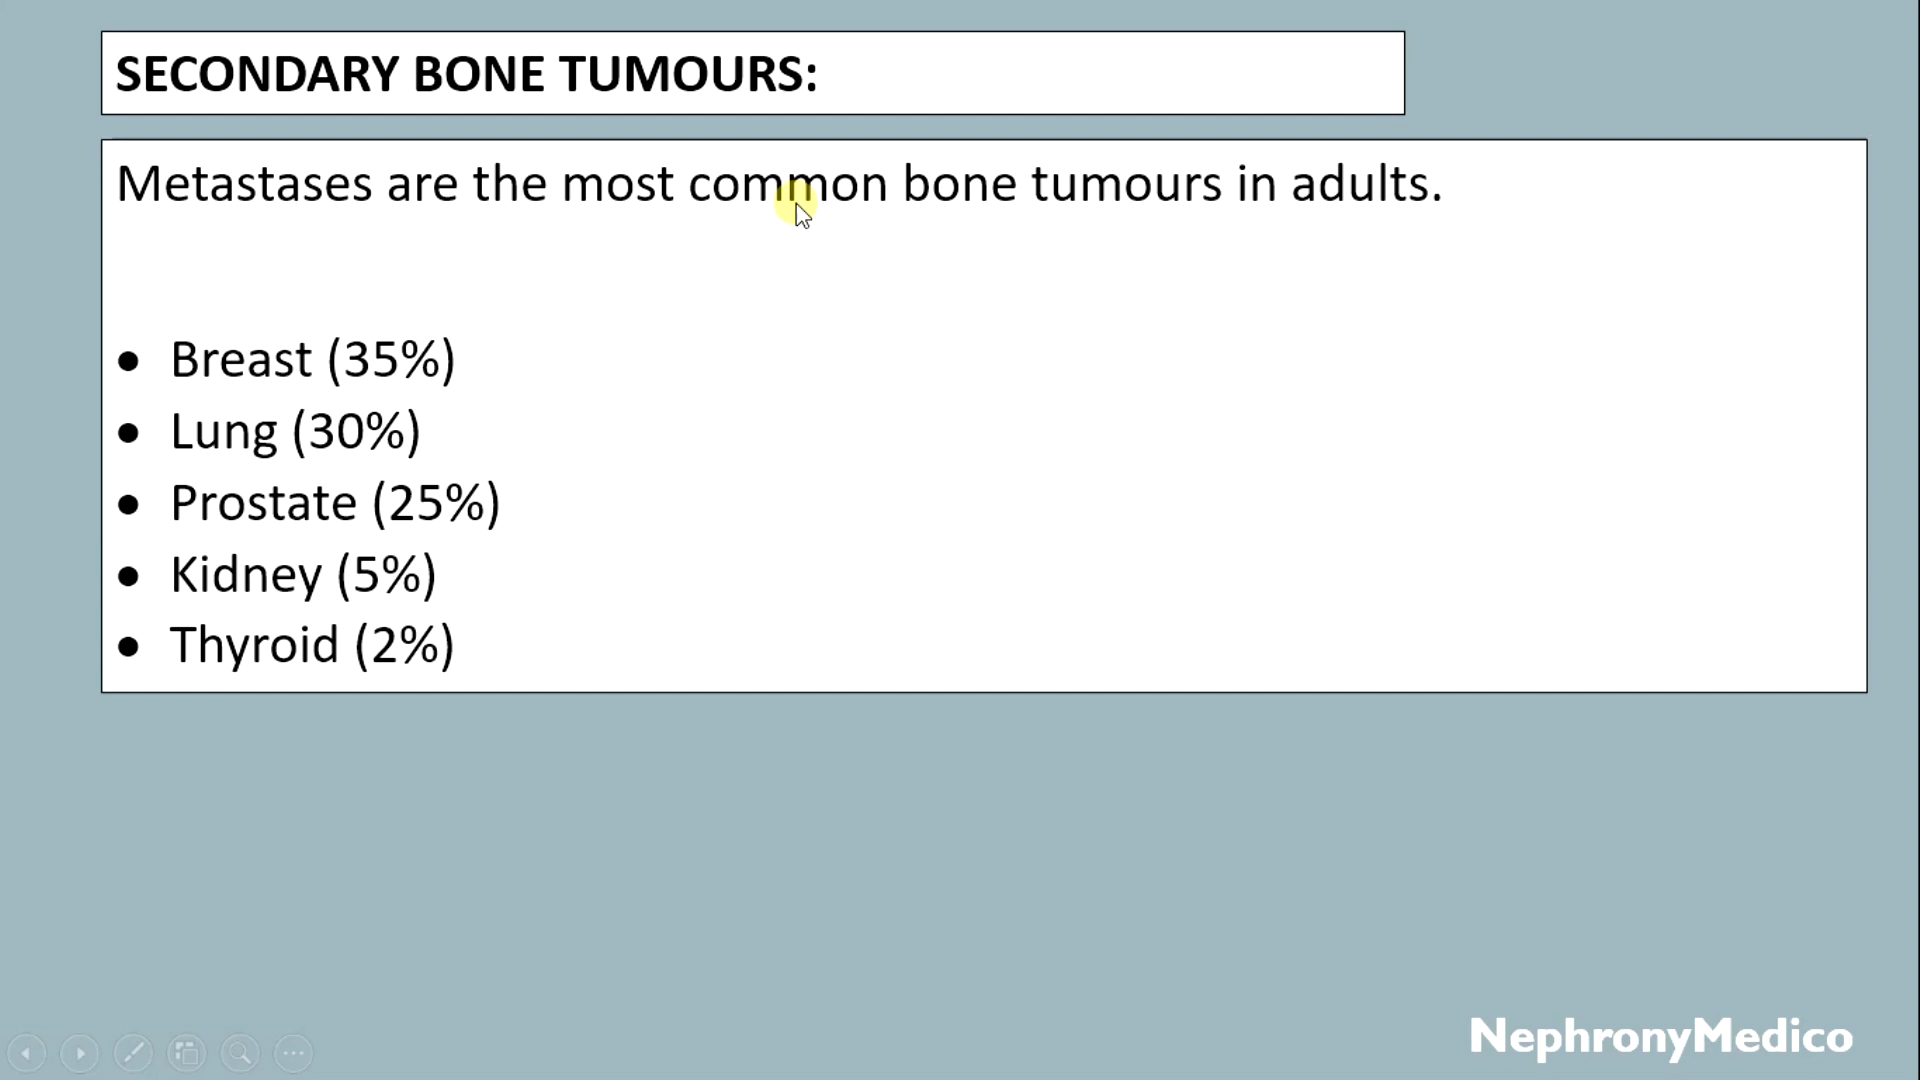 SECONDARY BONE TUMOURS:
Metastases are the most common bone tumours in adults.
• Breast (35%)
• Lung (30%)
• Prostate (25%)
• Kidney (5%)
• Thyroid (2%)
NephronyMedico